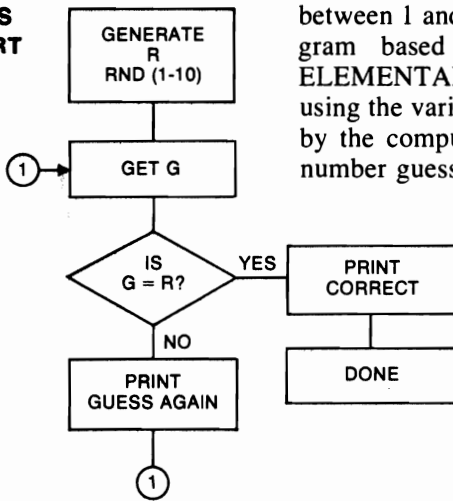 S
RT
GENERATE
R
RND (1-10)
between 1 and
gram based
ELEMENTA
using the vari
by the compu
number guess
1
GET G
IS
G = R?
YES
PRINT
CORRECT
NO
DONE
PRINT
GUESS AGAIN
1